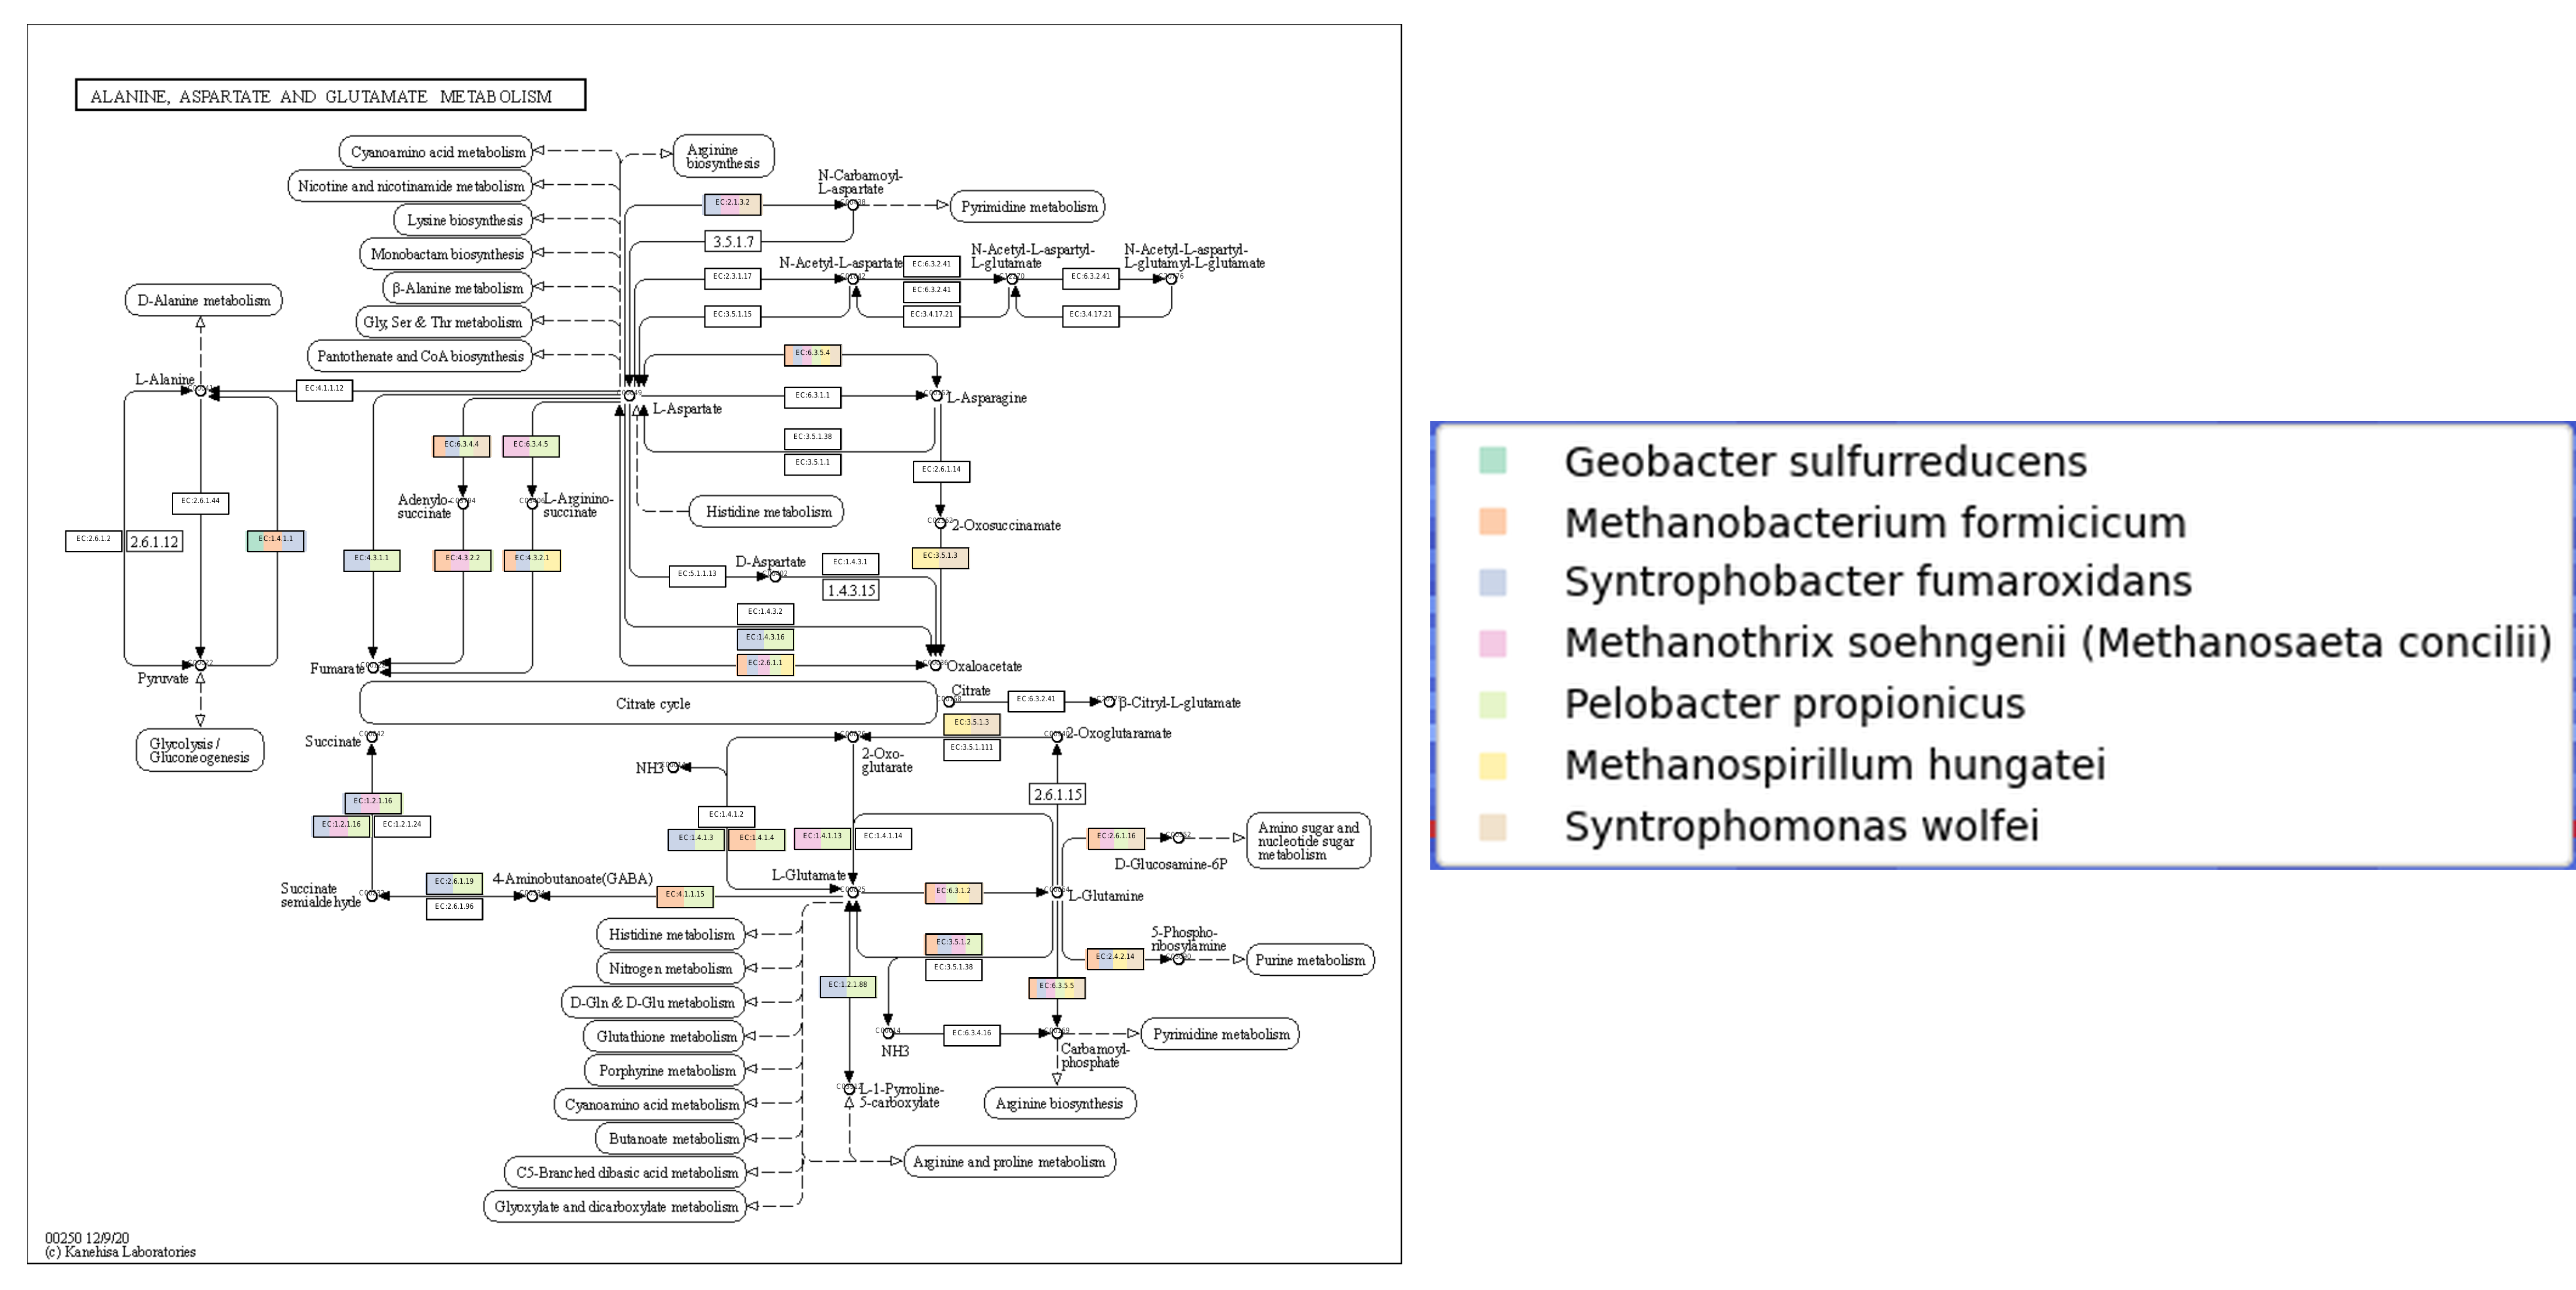 ALANINE, ASPARTATE AND GLUTAMATE METABOLISM
Cyanoamino acid metabolism
Arginine
biosynthesis
Nicotine and nicotinamide metabolism
Lysine biosynthesis
Monobactam biosynthesis
β-Alanine metabolism
Gly, Ser & Thr metabolism
Pantothenate and CoA biosynthesis
N-Carbamoyl-
L-aspartate
EC:2.1.3.2
Pyrimidine metabolism
3.5.1.7
N-Acetyl-L-aspartate
N-Acetyl-L-aspartyl-
L-glutamate
N-Acetyl-L-aspartyl-
L-glutamyl-L-glutamate
EC:2.3.1.17
EC:6.3.2.41
EC:6.3.2.41
EC:6.3.2.41
EC:3.5.1.15
EC:3.4.17.21
EC:3.4.17.21
D-Alanine metabolism
L-Alanine
EC:4.1.1.12
EC:6.3.5.4
EC:6.3.1.1
L-Aspartate
L-Asparagine
EC:3.5.1.38
EC:3.5.1.1
EC:2.6.1.14
EC:6.3.4.4
EC:6.3.4.5
EC:2.6.1.44
Adenylo-
succinate
L-Arginino-
succinate
Histidine metabolism
2-Oxosuccinamate
EC:2.6.1.2
2.6.1.12
EC:1.4.1.1
EC:4.3.1.1
EC:4.3.2.2
EC:4.3.2.1
EC:3.5.1.3
D-Aspartate
EC:5.1.1.13
EC:1.4.3.1
1.4.3.15
EC:1.4.3.2
EC:1.4.3.16
EC:2.6.1.1
Pyruvate
Fumarate
Oxaloacetate
Citrate cycle
Citrate
EC:6.3.2.41
β-Citryl-L-glutamate
Glycolysis /
Gluconeogenesis
Succinate
EC:3.5.1.3
EC:3.5.1.111
2-Oxoglutaramate
2-Oxo-
glutarate
NH3
2.6.1.15
EC:1.2.1.16
EC:1.2.1.16
EC:1.2.1.24
EC:1.4.1.2
EC:1.4.1.3
EC:1.4.1.4
EC:1.4.1.13
EC:1.4.1.14
EC:2.6.1.16
D-Glucosamine-6P
Amino sugar and
nucleotide sugar
metabolism
Succinate
semialdehyde
EC:2.6.1.19
EC:2.6.1.96
4-Aminobutanoate(GABA)
EC:4.1.1.15
L-Glutamate
EC:6.3.1.2
L-Glutamine
Histidine metabolism
Nitrogen metabolism
D-Gln & D-Glu metabolism
Glutathione metabolism
Porphyrine metabolism
Cyanoamino acid metabolism
Butanoate metabolism
C5-Branched dibasic acid metabolism
Glyoxylate and dicarboxylate metabolism
EC:3.5.1.2
EC:3.5.1.38
5-Phospho-
ribosylamine
EC:2.4.2.14
Purine metabolism
EC:1.2.1.88
EC:6.3.5.5
NH3
EC:6.3.4.16
Carbamoyl-
phosphate
Pyrimidine metabolism
L-1-Pyrroline-
5-carboxylate
Arginine biosynthesis
Arginine and proline metabolism
00250 12/9/20
(c) Kanehisa Laboratories
Geobacter sulfurreducens
Methanobacterium formicicum
Syntrophobacter fumaroxidans
Methanothrix soehngenii (Methanosaeta concilii)
Pelobacter propionicus
Methanospirillum hungatei
Syntrophomonas wolfei